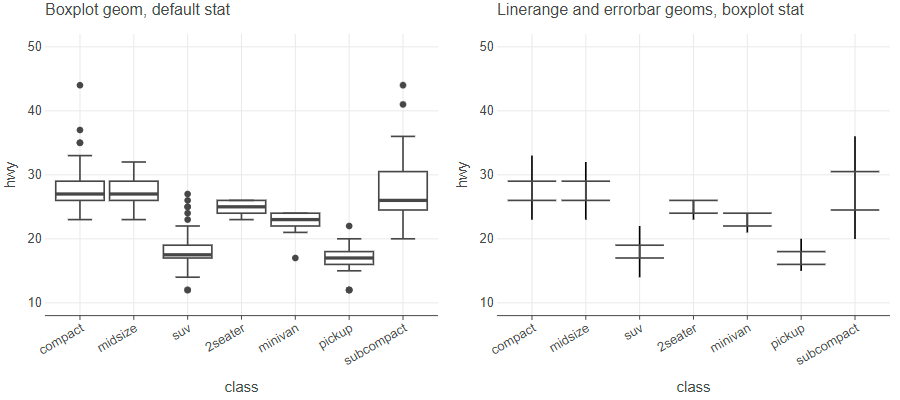 Boxplot geom, default stat
hwy
50
40
30
20
10
compact
midsize
suv
2seater
minivan
pickup
subcompact
class
Linerange and errorbar geoms, boxplot stat
hwy
50
40
30
20
10
compact
midsize
suv
2seater
minivan
pickup
subcompact
class